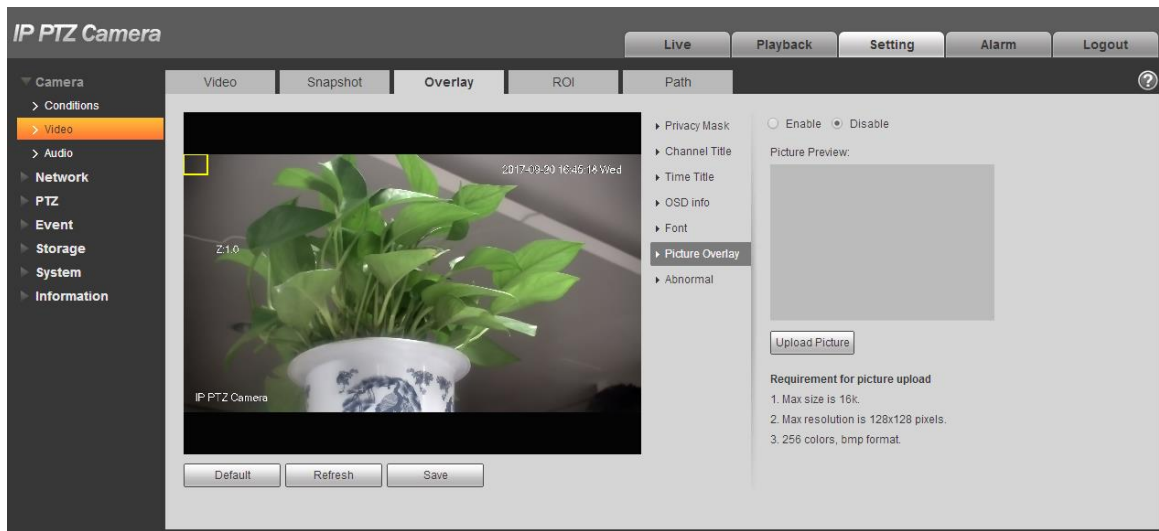 IP PTZ Camera
Live Playback Setting Alarm Logout
Camera
Conditions
Video
Audio
Network
PTZ
Event
Storage
System
Information
Video Snapshot Overlay ROI Path
?
2017-09-20 16:45:14 Wed
Z:1.0
IP PTZ Camera
Default Refresh Save
Privacy Mask
Channel Title
Time Title
OSD info
Font
Picture Overlay
Abnormal
Enable Disable
Picture Preview:
Upload Picture
Requirement for picture upload
1. Max size is 16k.
2. Max resolution is 128x128 pixels.
3. 256 colors, bmp format.